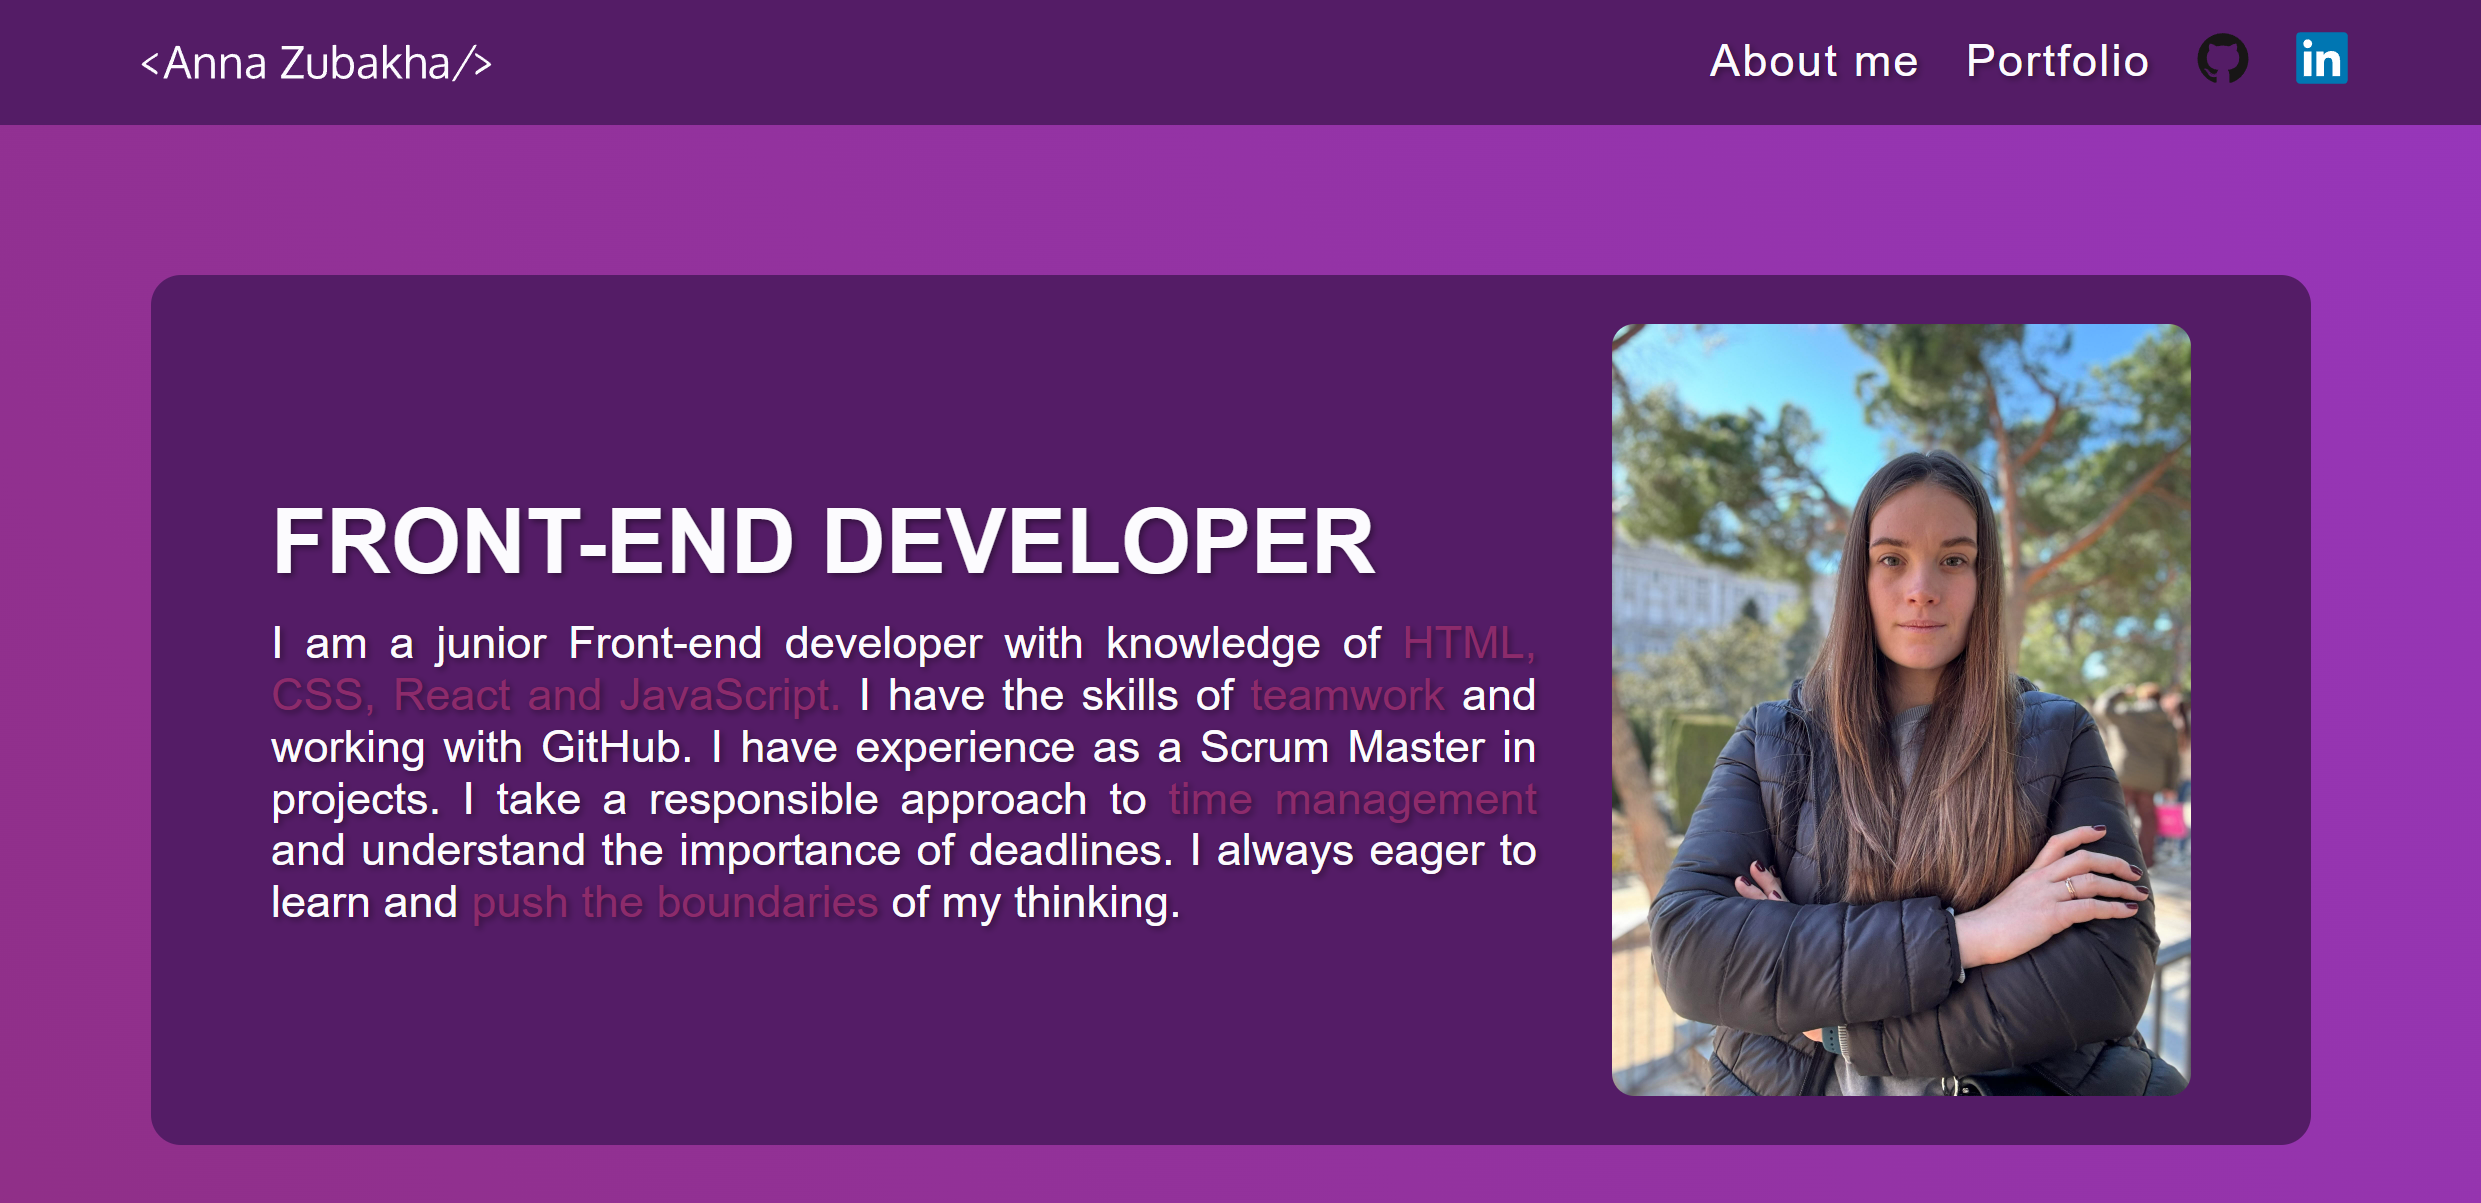 <Anna Zubakha/>
About me Portfolio
in
FRONT-END DEVELOPER
I am a junior Front-end developer with knowledge of HTML,
CSS, React and JavaScript. I have the skills of teamwork and
working with GitHub. I have experience as a Scrum Master in
projects. I take a responsible approach to time management
and understand the importance of deadlines. I always eager to
learn and push the boundaries of my thinking.